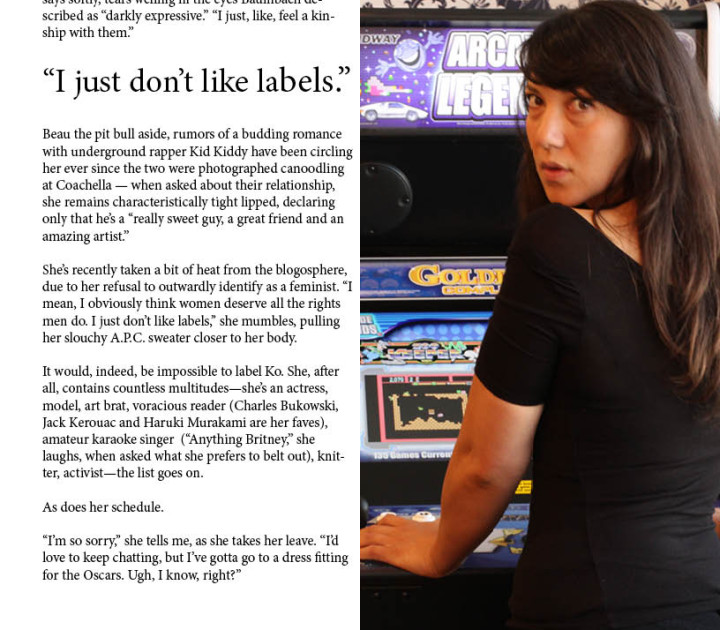 says softly, tears welling in the eyes Baumbach de-
scribed as “darkly expressive.” “I just, like, feel a kin-
ship with them.”
“I just don’t like labels.”
Beau the pit bull aside, rumors of a budding romance
with underground rapper Kid Kiddy have been circling
her ever since the two were photographed canoodling
at Coachella — when asked about their relationship,
she remains characteristically tight lipped, declaring
only that he’s a “really sweet guy, a great friend and an
amazing artist.”
She’s recently taken a bit of heat from the blogosphere,
due to her refusal to outwardly identify as a feminist. “I
mean, I obviously think women deserve all the rights
men do. I just don’t like labels,” she mumbles, pulling
her slouchy A.P.C. sweater closer to her body.
It would, indeed, be impossible to label Ko. She, after
all, contains countless multitudes—she’s an actress,
model, art brat, voracious reader (Charles Bukowski,
Jack Kerouac and Haruki Murakami are her faves),
amateur karaoke singer  (“Anything Britney,” she
laughs, when asked what she prefers to belt out), knit-
ter, activist—the list goes on.
As does her schedule.
“I’m so sorry,” she tells me, as she takes her leave. “I’d
love to keep chatting, but I’ve gotta go to a dress fitting
for the Oscars. Ugh, I know, right?”
DWAY
ARCA
LEGEN
GOLD
COMPU
130 Games Curren